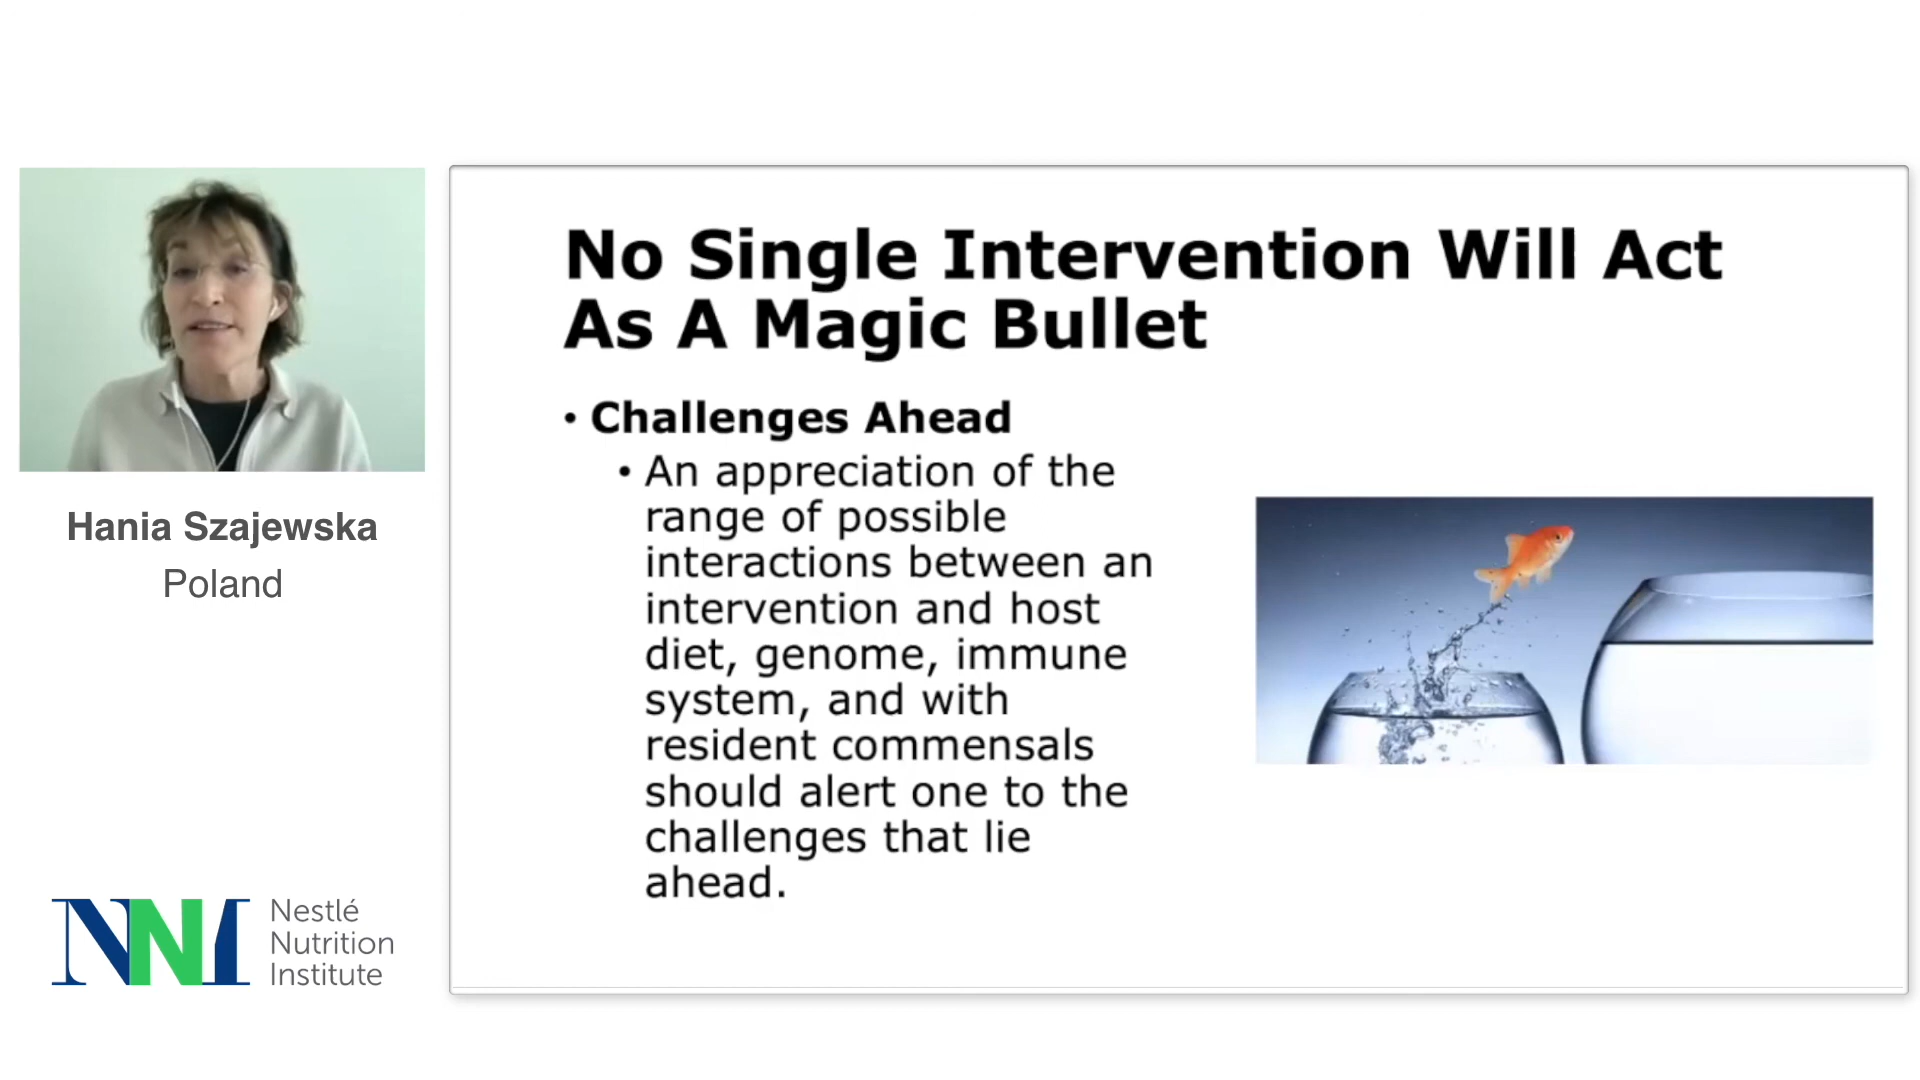 No Single Intervention Will Act
As A Magic Bullet
• Challenges Ahead
• An appreciation of the
range of possible
interactions between an
intervention and host
diet, genome, immune
system, and with
resident commensals
should alert one to the
challenges that lie
ahead.
Hania Szajewska
Poland
NNI
Nestlé
Nutrition
Institute